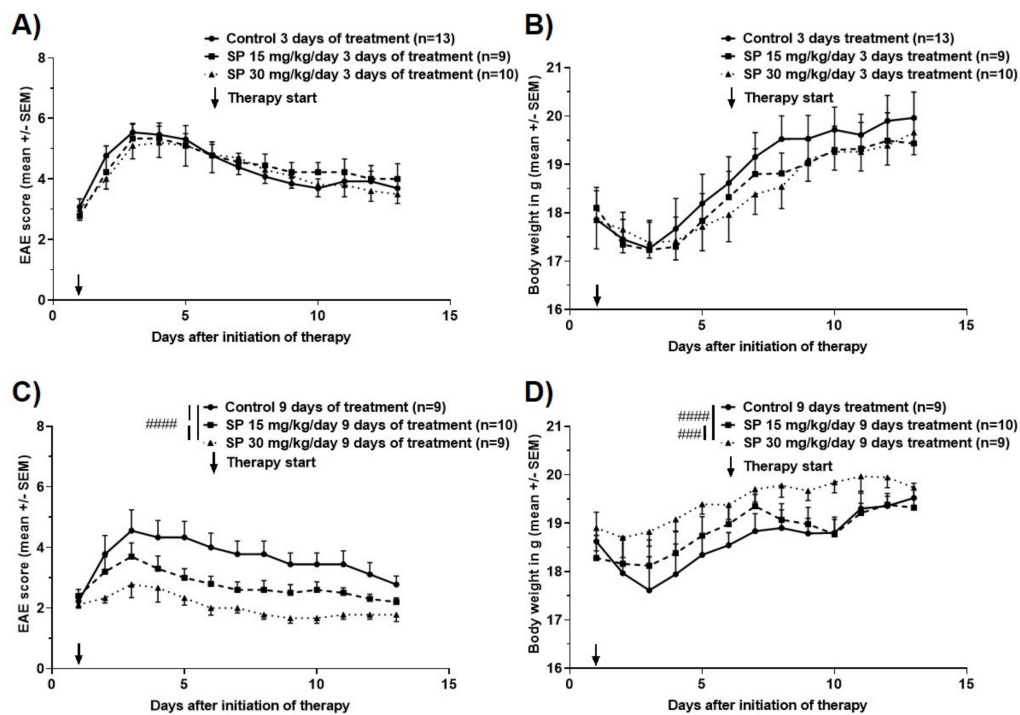 A)
Control 3 days of treatment (n=13)
SP 15 mg/kg/day 3 days of treatment (n=9)
SP 30 mg/kg/day 3 days of treatment (n=10)
Therapy start
EAE score (mean +/- SEM)
8
6
4
2
0
0 5 10 15
Days after initiation of therapy
B)
Control 3 days of treatment (n=13)
SP 15 mg/kg/day 3 days treatment (n=9)
SP 30 mg/kg/day 3 days treatment (n=10)
Therapy start
Body weight in g (mean +/- SEM)
21
20
19
18
17
16
0 5 10 15
Days after initiation of therapy
C)
Control 9 days of treatment (n=9)
####
SP 15 mg/kg/day 9 days of treatment (n=10)
SP 30 mg/kg/day 9 days of treatment (n=9)
Therapy start
EAE score (mean +/- SEM)
8
6
4
2
0
0 5 10 15
Days after initiation of therapy
D)
Control 9 days of treatment (n=9)
####
SP 15 mg/kg/day 9 days treatment (n=10)
###
SP 30 mg/kg/day 9 days treatment (n=9)
Therapy start
Body weight in g (mean +/- SEM)
21
20
19
18
17
16
0 5 10 15
Days after initiation of therapy